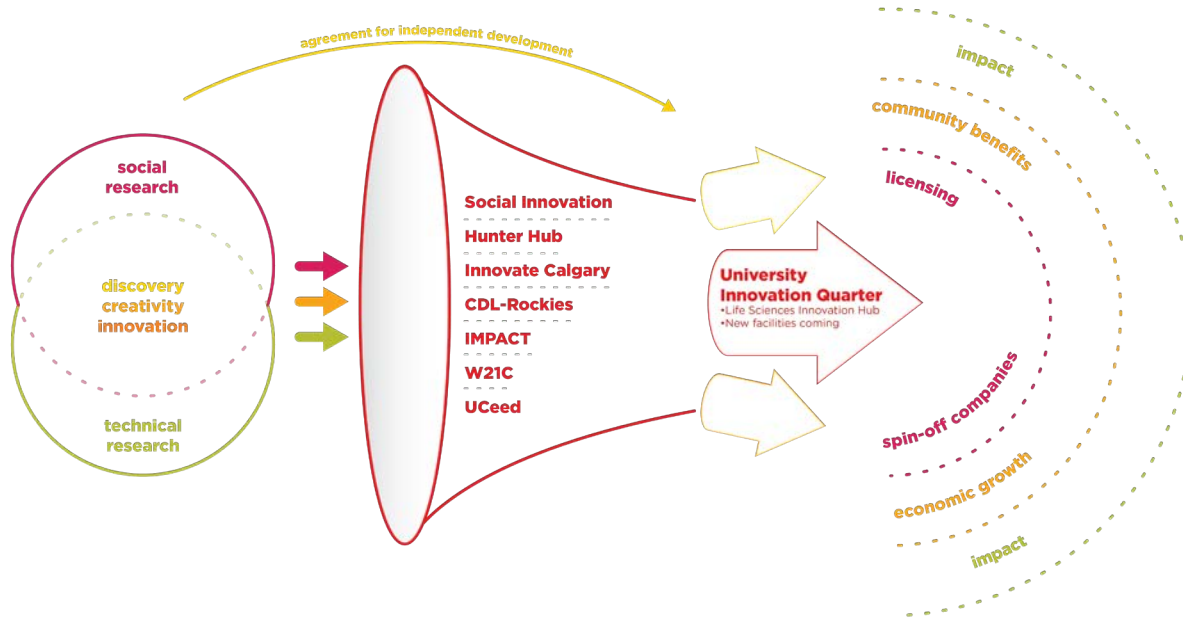 agreement for independent development
social
research
discovery
creativity
innovation
technical
research
Social Innovation
Hunter Hub
Innovate Calgary
CDL-Rockies
IMPACT
W21C
UCeed
University
Innovation Quarter
•Life Sciences Innovation Hub
•New facilities coming
impact
community benefits
licensing
spin-off companies
economic growth
impact